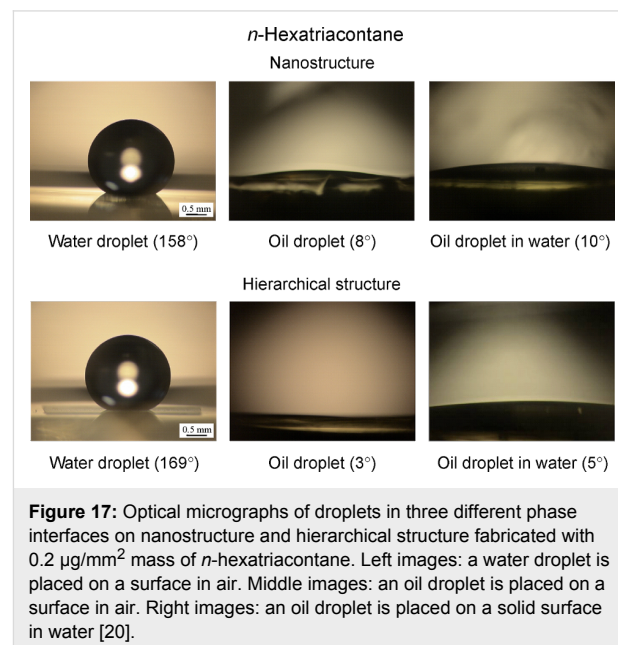 n-Hexatriacontane
Nanostructure
0.5 mm
Water droplet (158°)
Oil droplet (8°)
Oil droplet in water (10°)
Hierarchical structure
0.5 mm
Water droplet (169°)
Oil droplet (3°)
Oil droplet in water (5°)
Figure 17: Optical micrographs of droplets in three different phase
interfaces on nanostructure and hierarchical structure fabricated with
0.2 µg/mm² mass of n-hexatriacontane. Left images: a water droplet is
placed on a surface in air. Middle images: an oil droplet is placed on a
surface in air. Right images: an oil droplet is placed on a solid surface
in water [20].